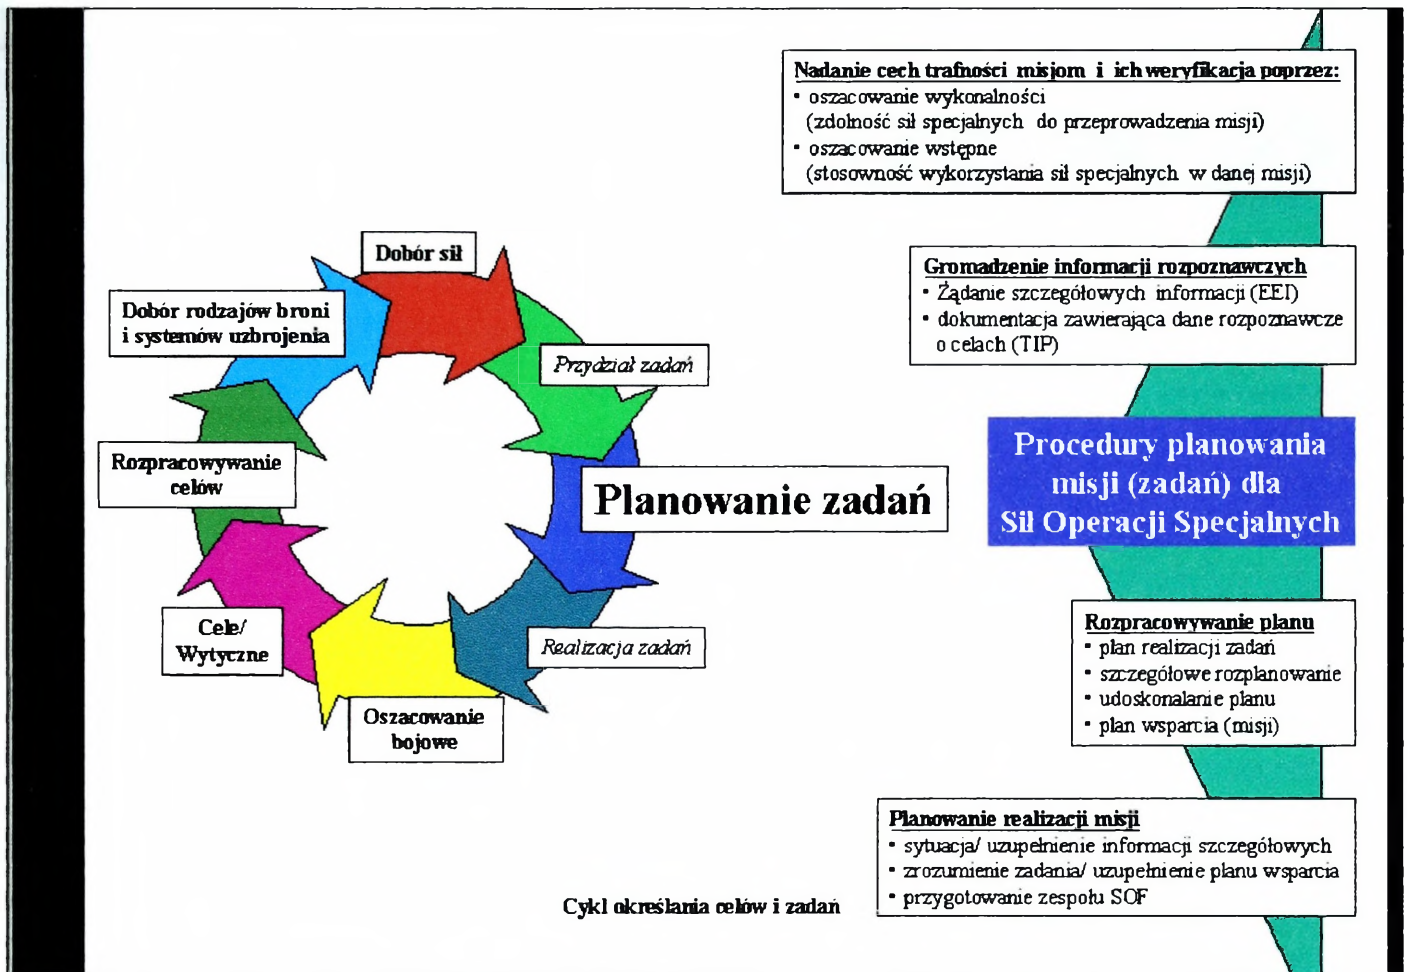 Nadanie cech trafności misjom i ich weryfikacja poprzez:
▪ oszacowanie wykonalności
(zdolność sił specjalnych do przeprowadzenia misji)
▪ oszacowanie wstępne
(stosowność wykorzystania sił specjalnych w danej misji)
Dobór sił
Dobór rodzajów broni
i systemów uzbrojenia
Przydział zadań
Rozpracowywanie
celów
Planowanie zadań
Cele/
Wytyczne
Realizacja zadań
Oszacowanie
bojowe
Gromadzenie informacji rozpoznawczych
▪ Żądanie szczegółowych informacji (EEI)
▪ dokumentacja zawierająca dane rozpoznawcze
o celach (TIP)
Procedury planowania
misji (zadań) dla
Sił Operacji Specjalnych
Rozpracowywanie planu
▪ plan realizacji zadań
▪ szczegółowe rozplanowanie
▪ udoskonalanie planu
▪ plan wsparcia (misji)
Planowanie realizacji misji
▪ sytuacja/ uzupełnienie informacji szczegółowych
▪ zrozumienie zadania/ uzupełnienie planu wsparcia
▪ przygotowanie zespołu SOF
Cykl określania celów i zadań